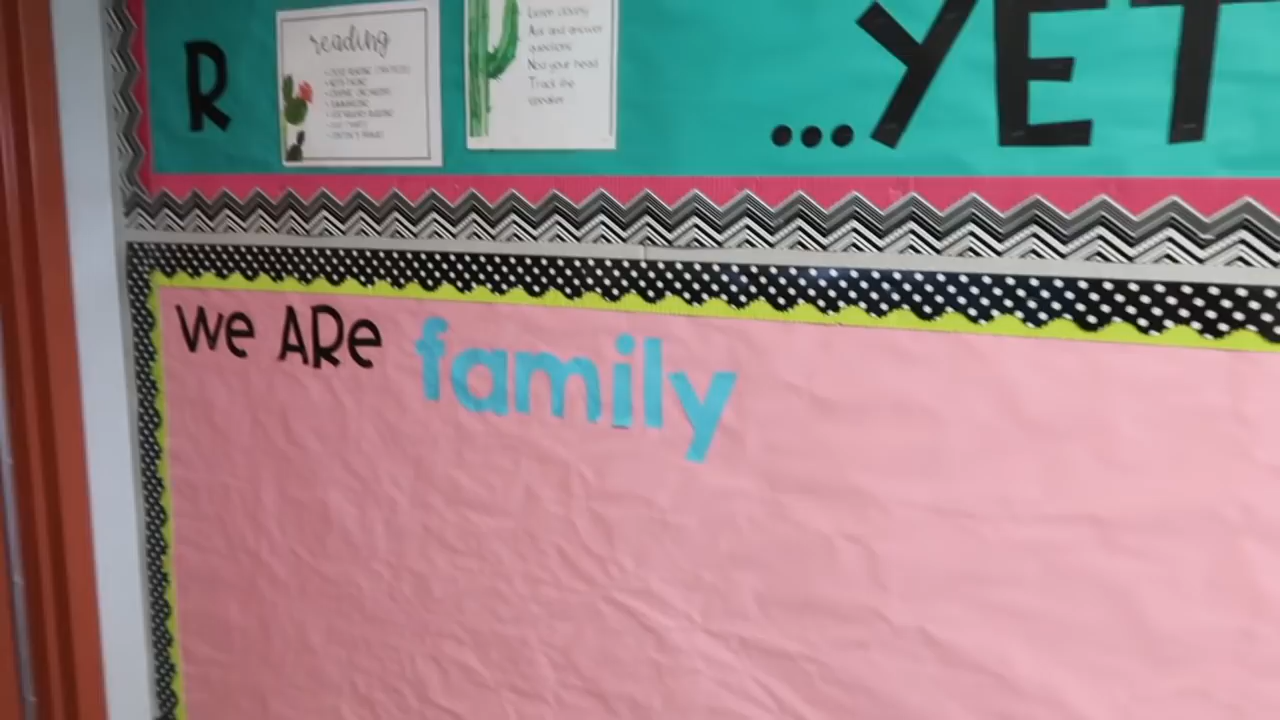 R
reading
Listen closely
Ask and answer
questions
Nod your head
Track the
speaker
...YET
We ARe family